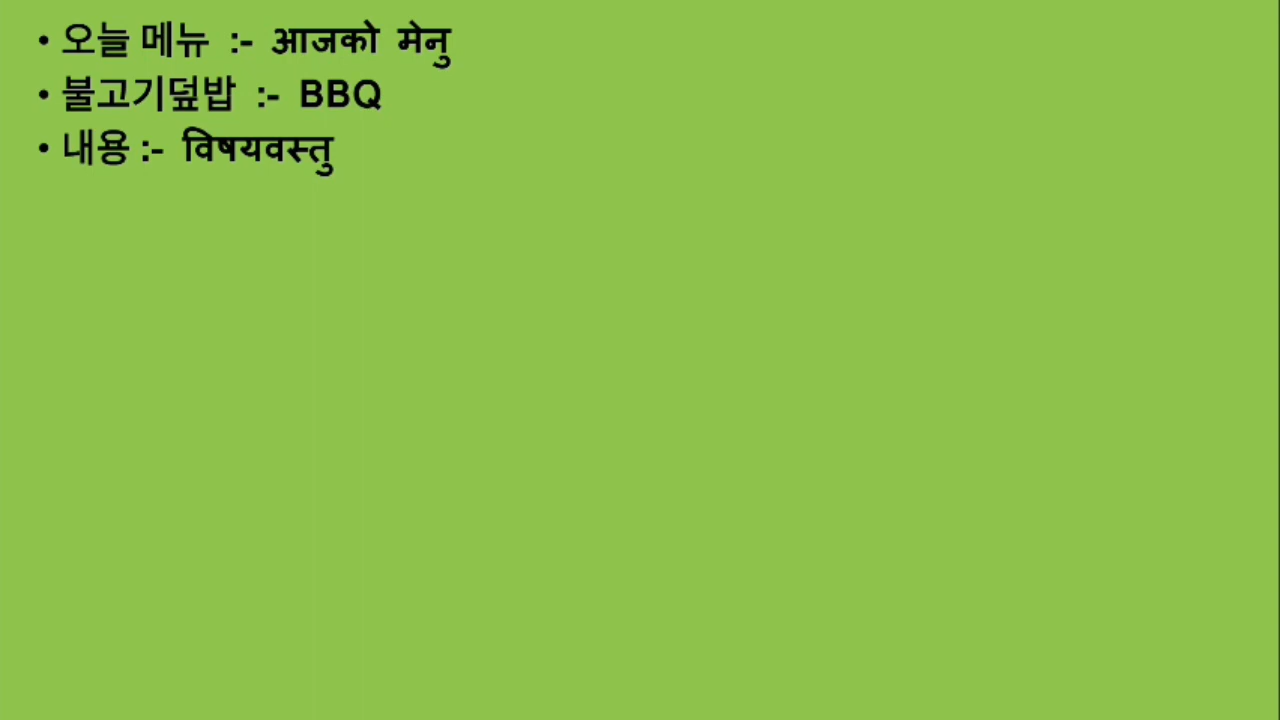 • 오늘 메뉴 :- आजको मेनु
• 불고기덮밥 :- BBQ
• 내용 :- विषयवस्तु